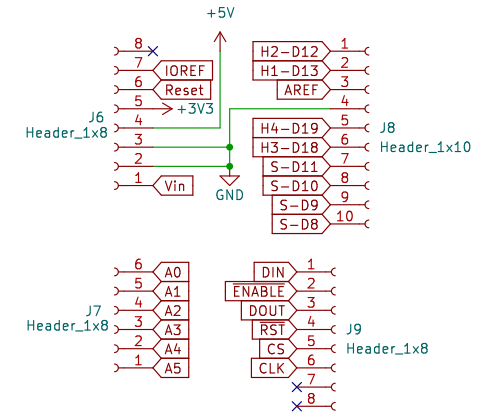 +5V
8
7 IOREF
6 Reset
5 +3V3
4
3
2
1 Vin
J6
Header_1x8
GND
H2-D12 1
H1-D13 2
AREF 3
4
H4-D19 5
H3-D18 6
S-D11 7
S-D10 8
S-D9 9
S-D8 10
J8
Header_1x10
6 A0
5 A1
4 A2
3 A3
2 A4
1 A5
J7
Header_1x8
DIN 1
ENABLE 2
DOUT 3
RST 4
CS 5
CLK 6
7
8
J9
Header_1x8